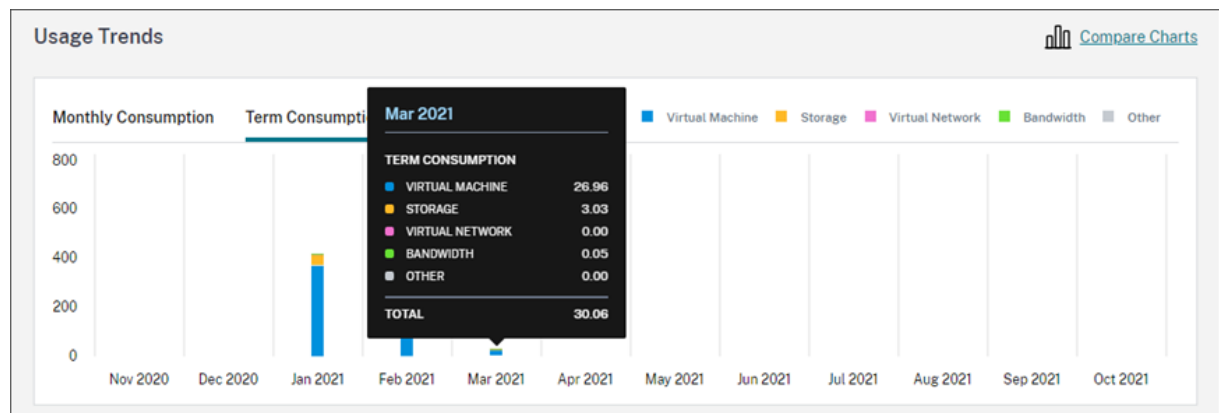 Usage Trends
Compare Charts
Monthly Consumption
Term Consumpti
Virtual Machine
Storage
Virtual Network
Bandwidth
Other
Mar 2021
TERM CONSUMPTION
VIRTUAL MACHINE 26.96
STORAGE 3.03
VIRTUAL NETWORK 0.00
BANDWIDTH 0.05
OTHER 0.00
TOTAL 30.06
800
600
400
200
0
Nov 2020 Dec 2020 Jan 2021 Feb 2021 Mar 2021 Apr 2021 May 2021 Jun 2021 Jul 2021 Aug 2021 Sep 2021 Oct 2021